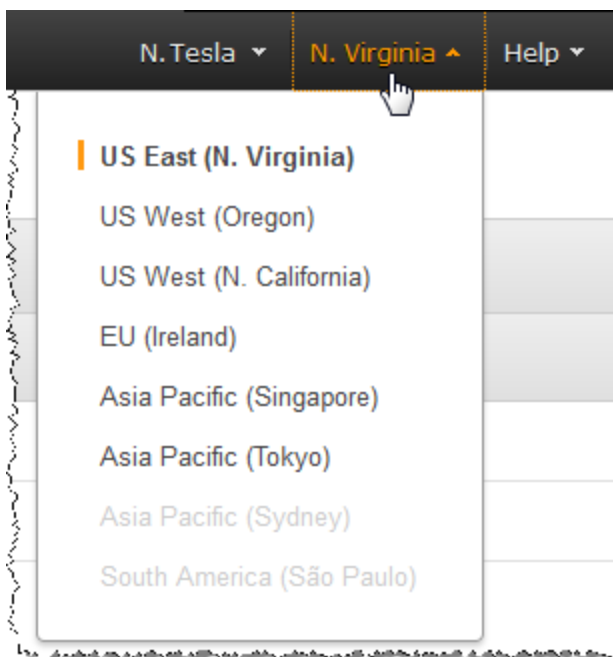 N. Tesla N. Virginia Help
US East (N. Virginia)
US West (Oregon)
US West (N. California)
EU (Ireland)
Asia Pacific (Singapore)
Asia Pacific (Tokyo)
Asia Pacific (Sydney)
South America (São Paulo)